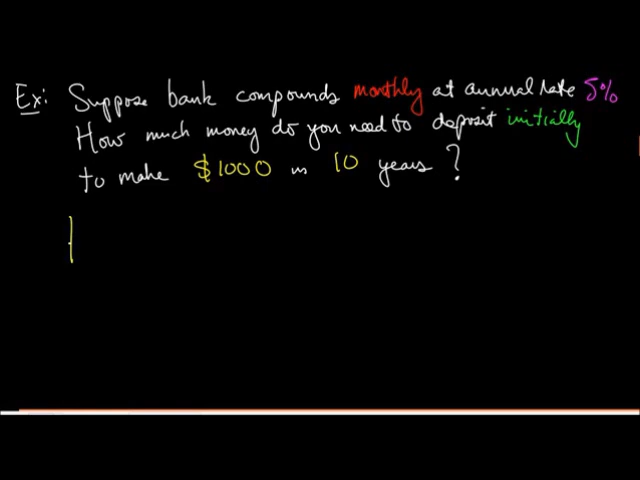 Ex: Suppose bank compounds monthly at annual rate 5%
How much money do you need to deposit initially
to make $1000 in 10 years?